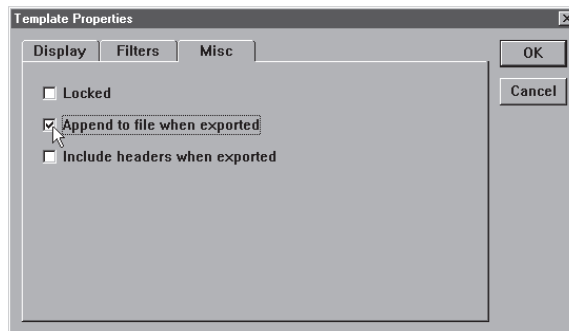 Template Properties
Display Filters Misc
OK
Cancel
Locked
Append to file when exported
Include headers when exported